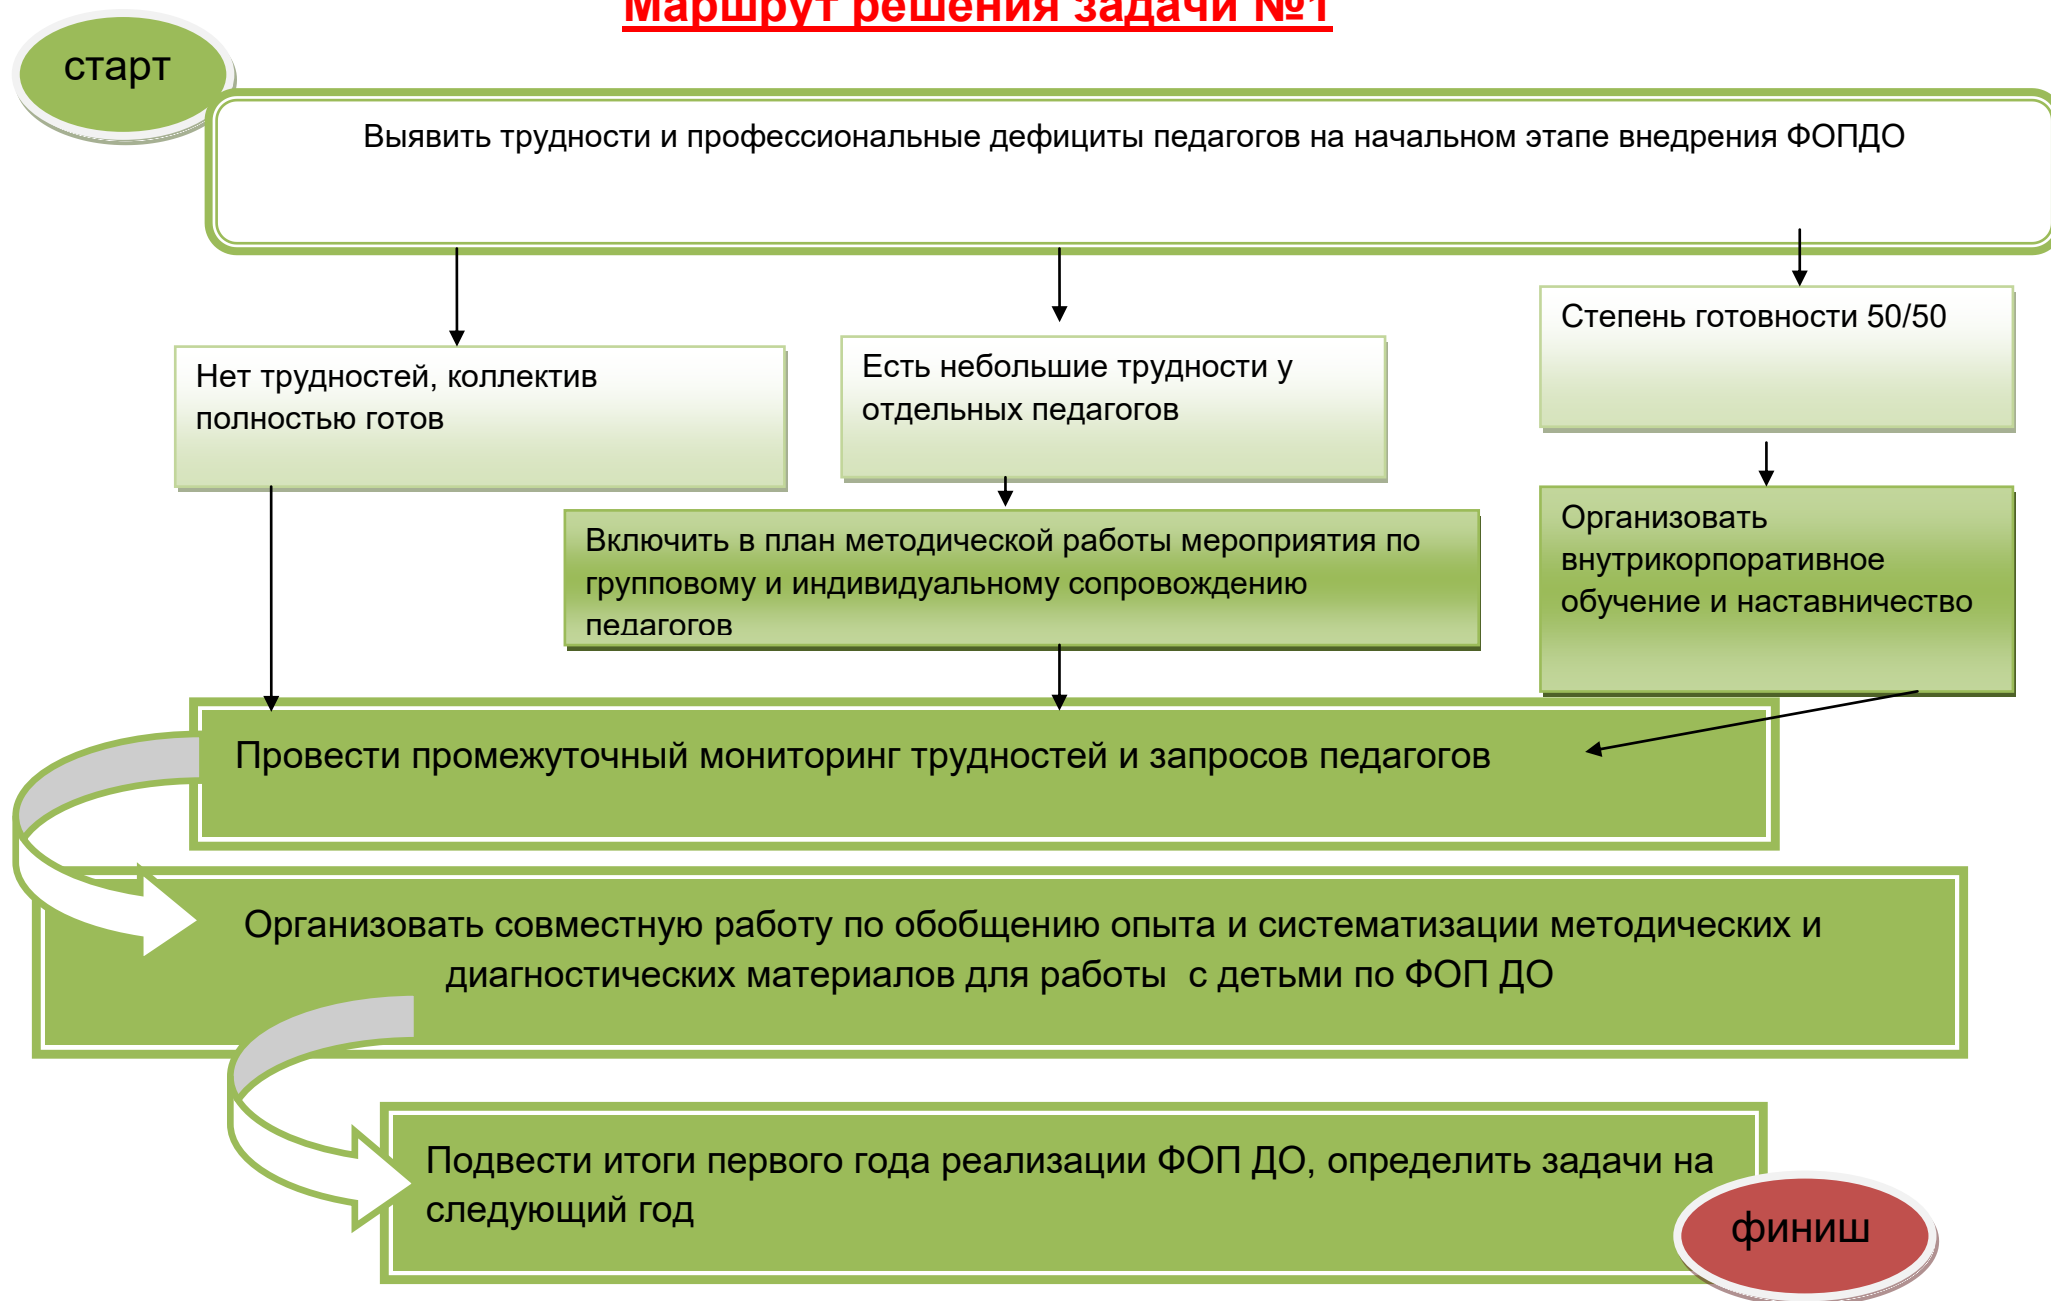 Маршрут решения задачи №1
старт
Выявить трудности и профессиональные дефициты педагогов на начальном этапе внедрения ФОПДО
Нет трудностей, коллектив
полностью готов
Есть небольшие трудности у
отдельных педагогов
Степень готовности 50/50
Включить в план методической работы мероприятия по
групповому и индивидуальному сопровождению
педагогов
Организовать
внутрикорпоративное
обучение и наставничество
Провести промежуточный мониторинг трудностей и запросов педагогов
Организовать совместную работу по обобщению опыта и систематизации методических и
диагностических материалов для работы  с детьми по ФОП ДО
Подвести итоги первого года реализации ФОП ДО, определить задачи на
следующий год
финиш